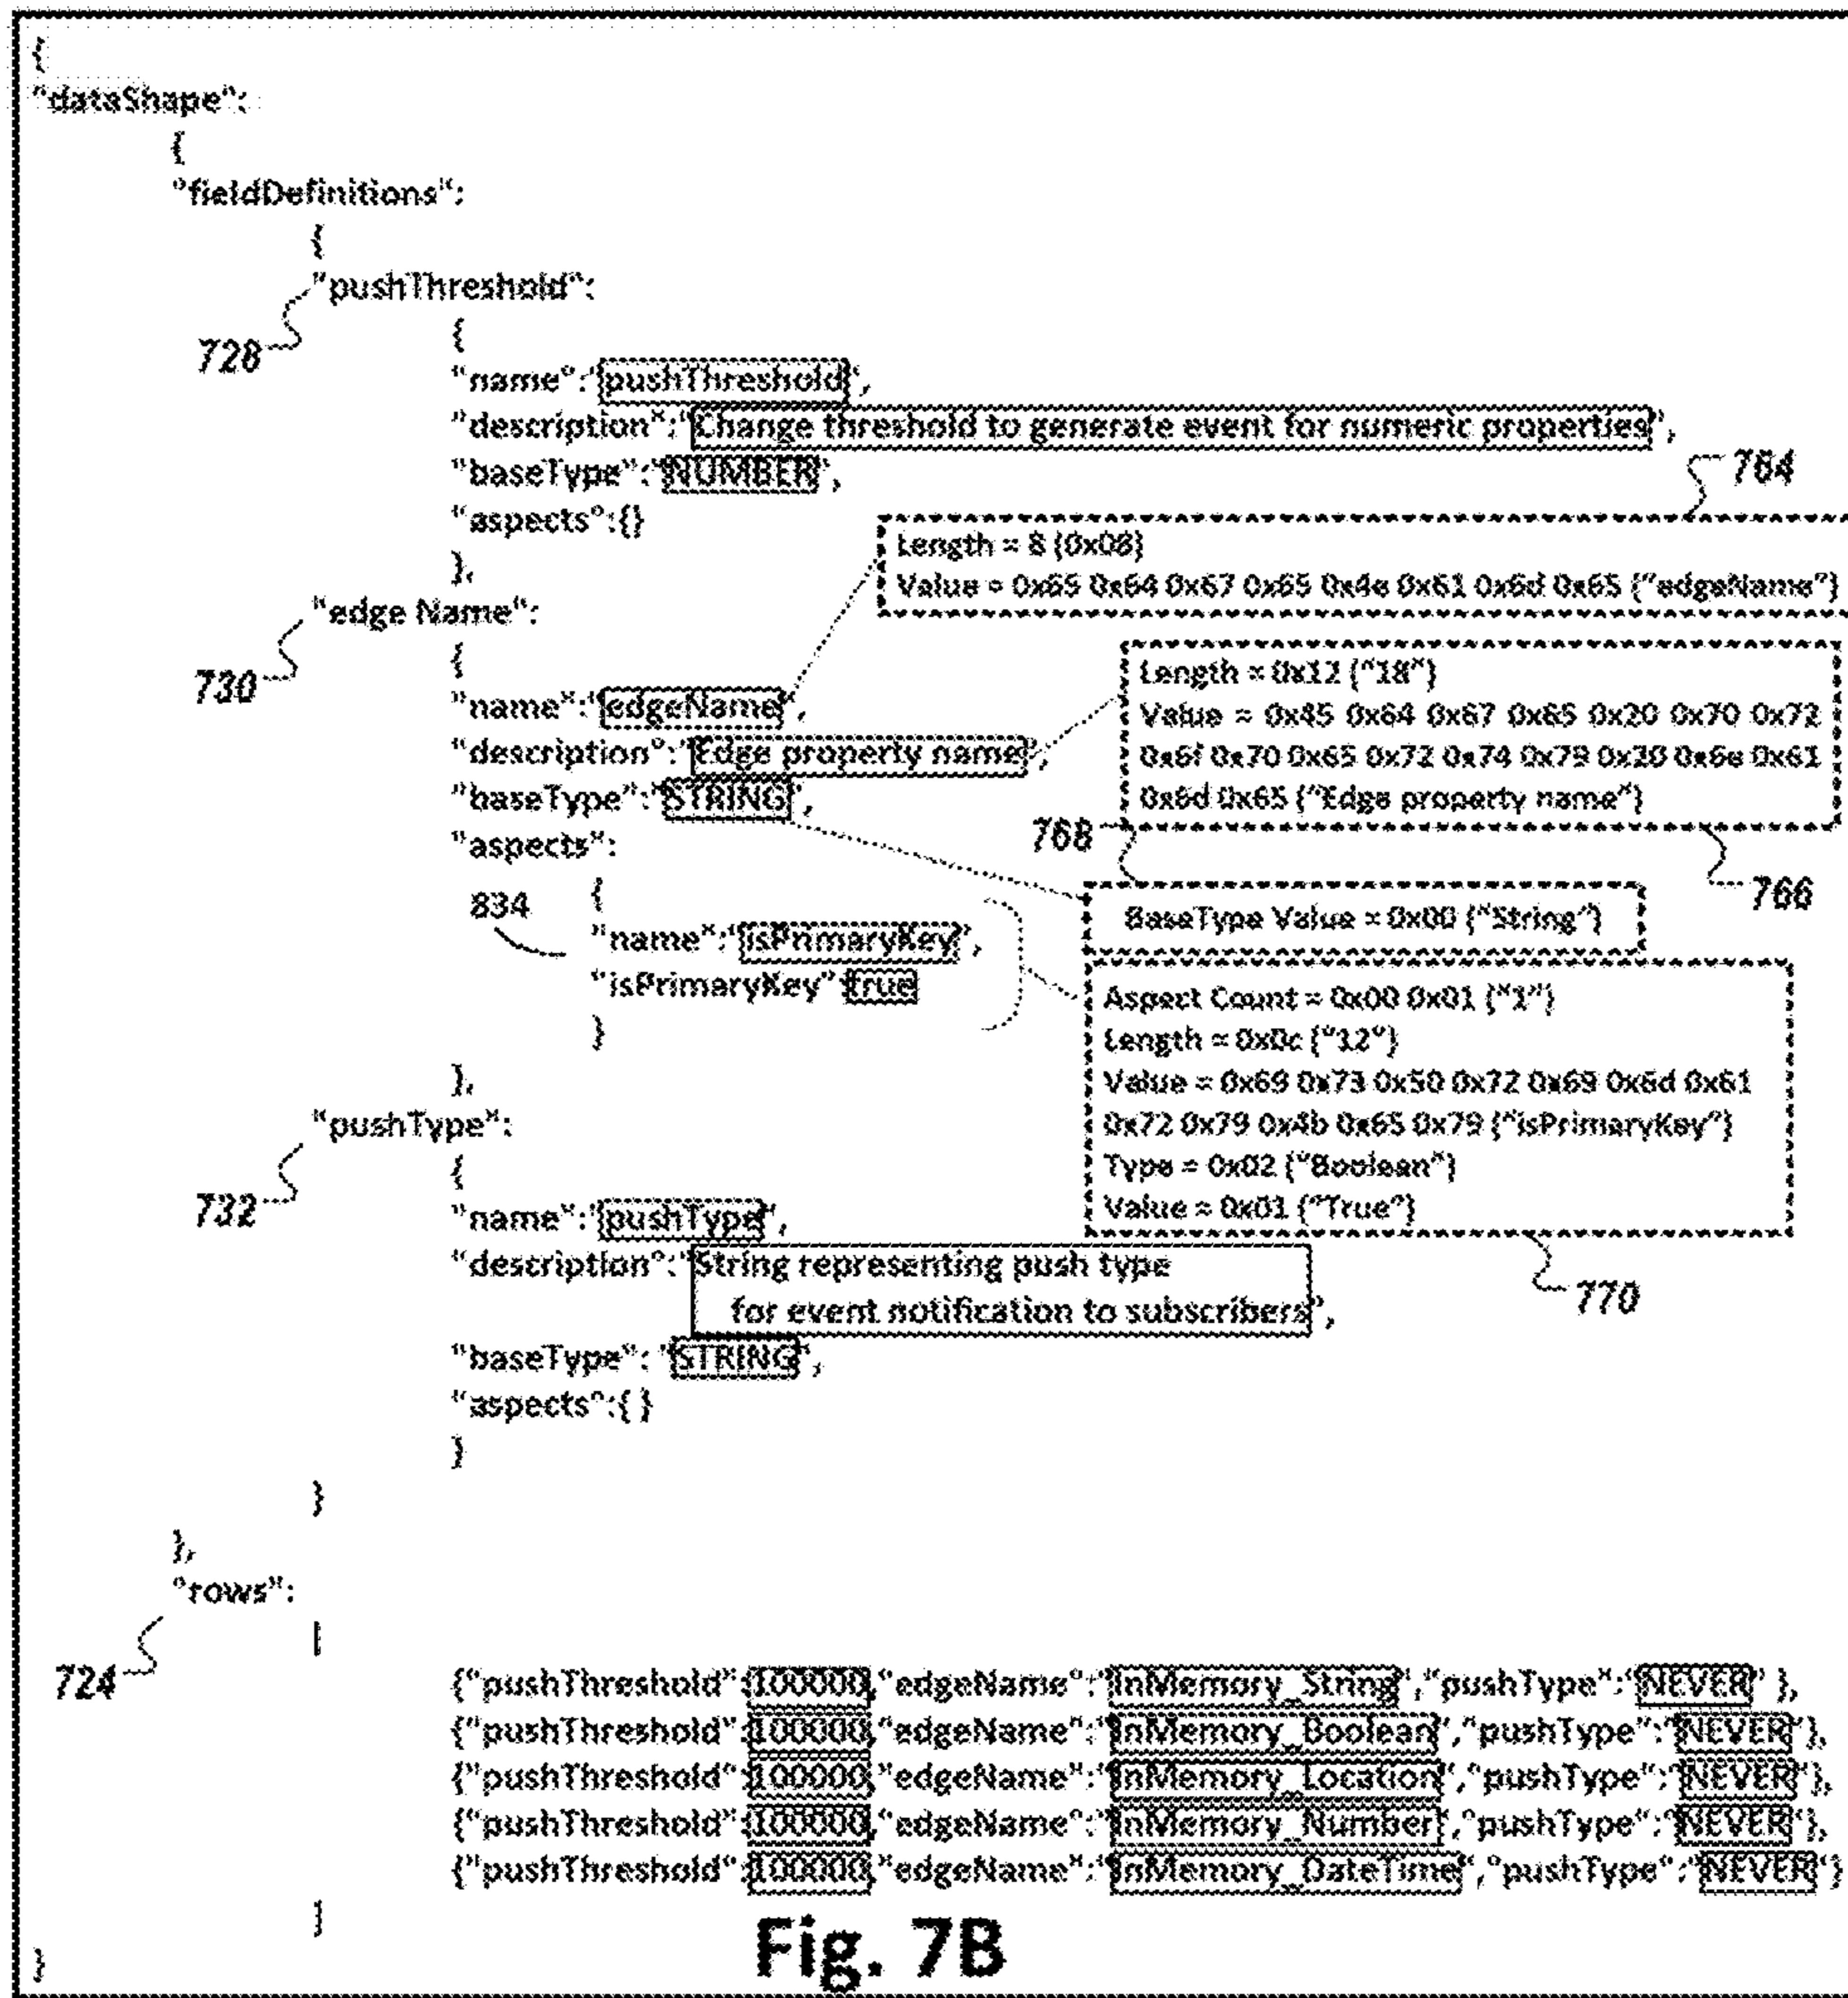 {
"dataShape":
{
"fieldDefinitions":
{
"pushThreshold":
728
{
"name":"pushThreshold",
"description":"Change threshold to generate event for numeric properties",
"baseType":"NUMBER",
764
"aspects":{}
Length = 8 (0x08)
Value = 0x65 0x64 0x67 0x65 0x4e 0x61 0x6d 0x65 ("edgeName")
},
"edge Name":
730
{
"name":"edgeName",
"description":"Edge property name",
"baseType":"STRING",
Length = 0x12 ("18")
Value = 0x45 0x64 0x67 0x65 0x20 0x70 0x72
0x6f 0x70 0x65 0x72 0x74 0x79 0x20 0x6e 0x61
0x6d 0x65 ("Edge property name")
768
766
"aspects":
834
{
"name":"isPrimaryKey",
"isPrimaryKey":true
}
BaseType Value = 0x00 ("String")
Aspect Count = 0x00 0x01 ("1")
Length = 0x0c ("12")
Value = 0x69 0x73 0x50 0x72 0x69 0x6d 0x61
0x72 0x79 0x4b 0x65 0x79 ("isPrimaryKey")
Type = 0x02 ("Boolean")
Value = 0x01 ("True")
770
},
"pushType":
732
{
"name":"pushType",
"description":"String representing push type
for event notification to subscribers",
"baseType": "STRING",
"aspects":{ }
}
}
},
"rows":
724
[
{"pushThreshold":100000,"edgeName":"InMemory_String","pushType":"NEVER" },
{"pushThreshold":100000,"edgeName":"InMemory_Boolean","pushType":"NEVER"},
{"pushThreshold":100000,"edgeName":"InMemory_Location","pushType":"NEVER"},
{"pushThreshold":100000,"edgeName":"InMemory_Number","pushType":"NEVER"},
{"pushThreshold":100000,"edgeName":"InMemory_DateTime","pushType":"NEVER"}
]
}
Fig. 7B